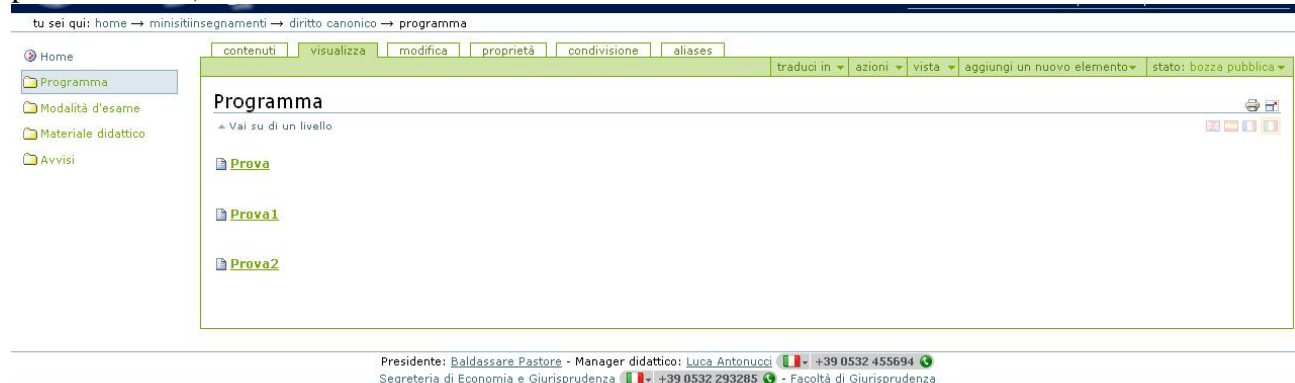 tu sei qui: home → minisitiinsegnamenti → diritto canonico → programma
Home
Programma
Modalità d'esame
Materiale didattico
Avvisi
contenuti visualizza modifica proprietà condivisione aliases
traduci in azioni vista aggiungi un nuovo elemento stato: bozza pubblica
Programma
Vai su di un livello
Prova
Prova1
Prova2
Presidente: Baldassare Pastore - Manager didattico: Luca Antonucci +39 0532 455694
Segreteria di Economia e Giurisprudenza +39 0532 293285 - Facoltà di Giurisprudenza